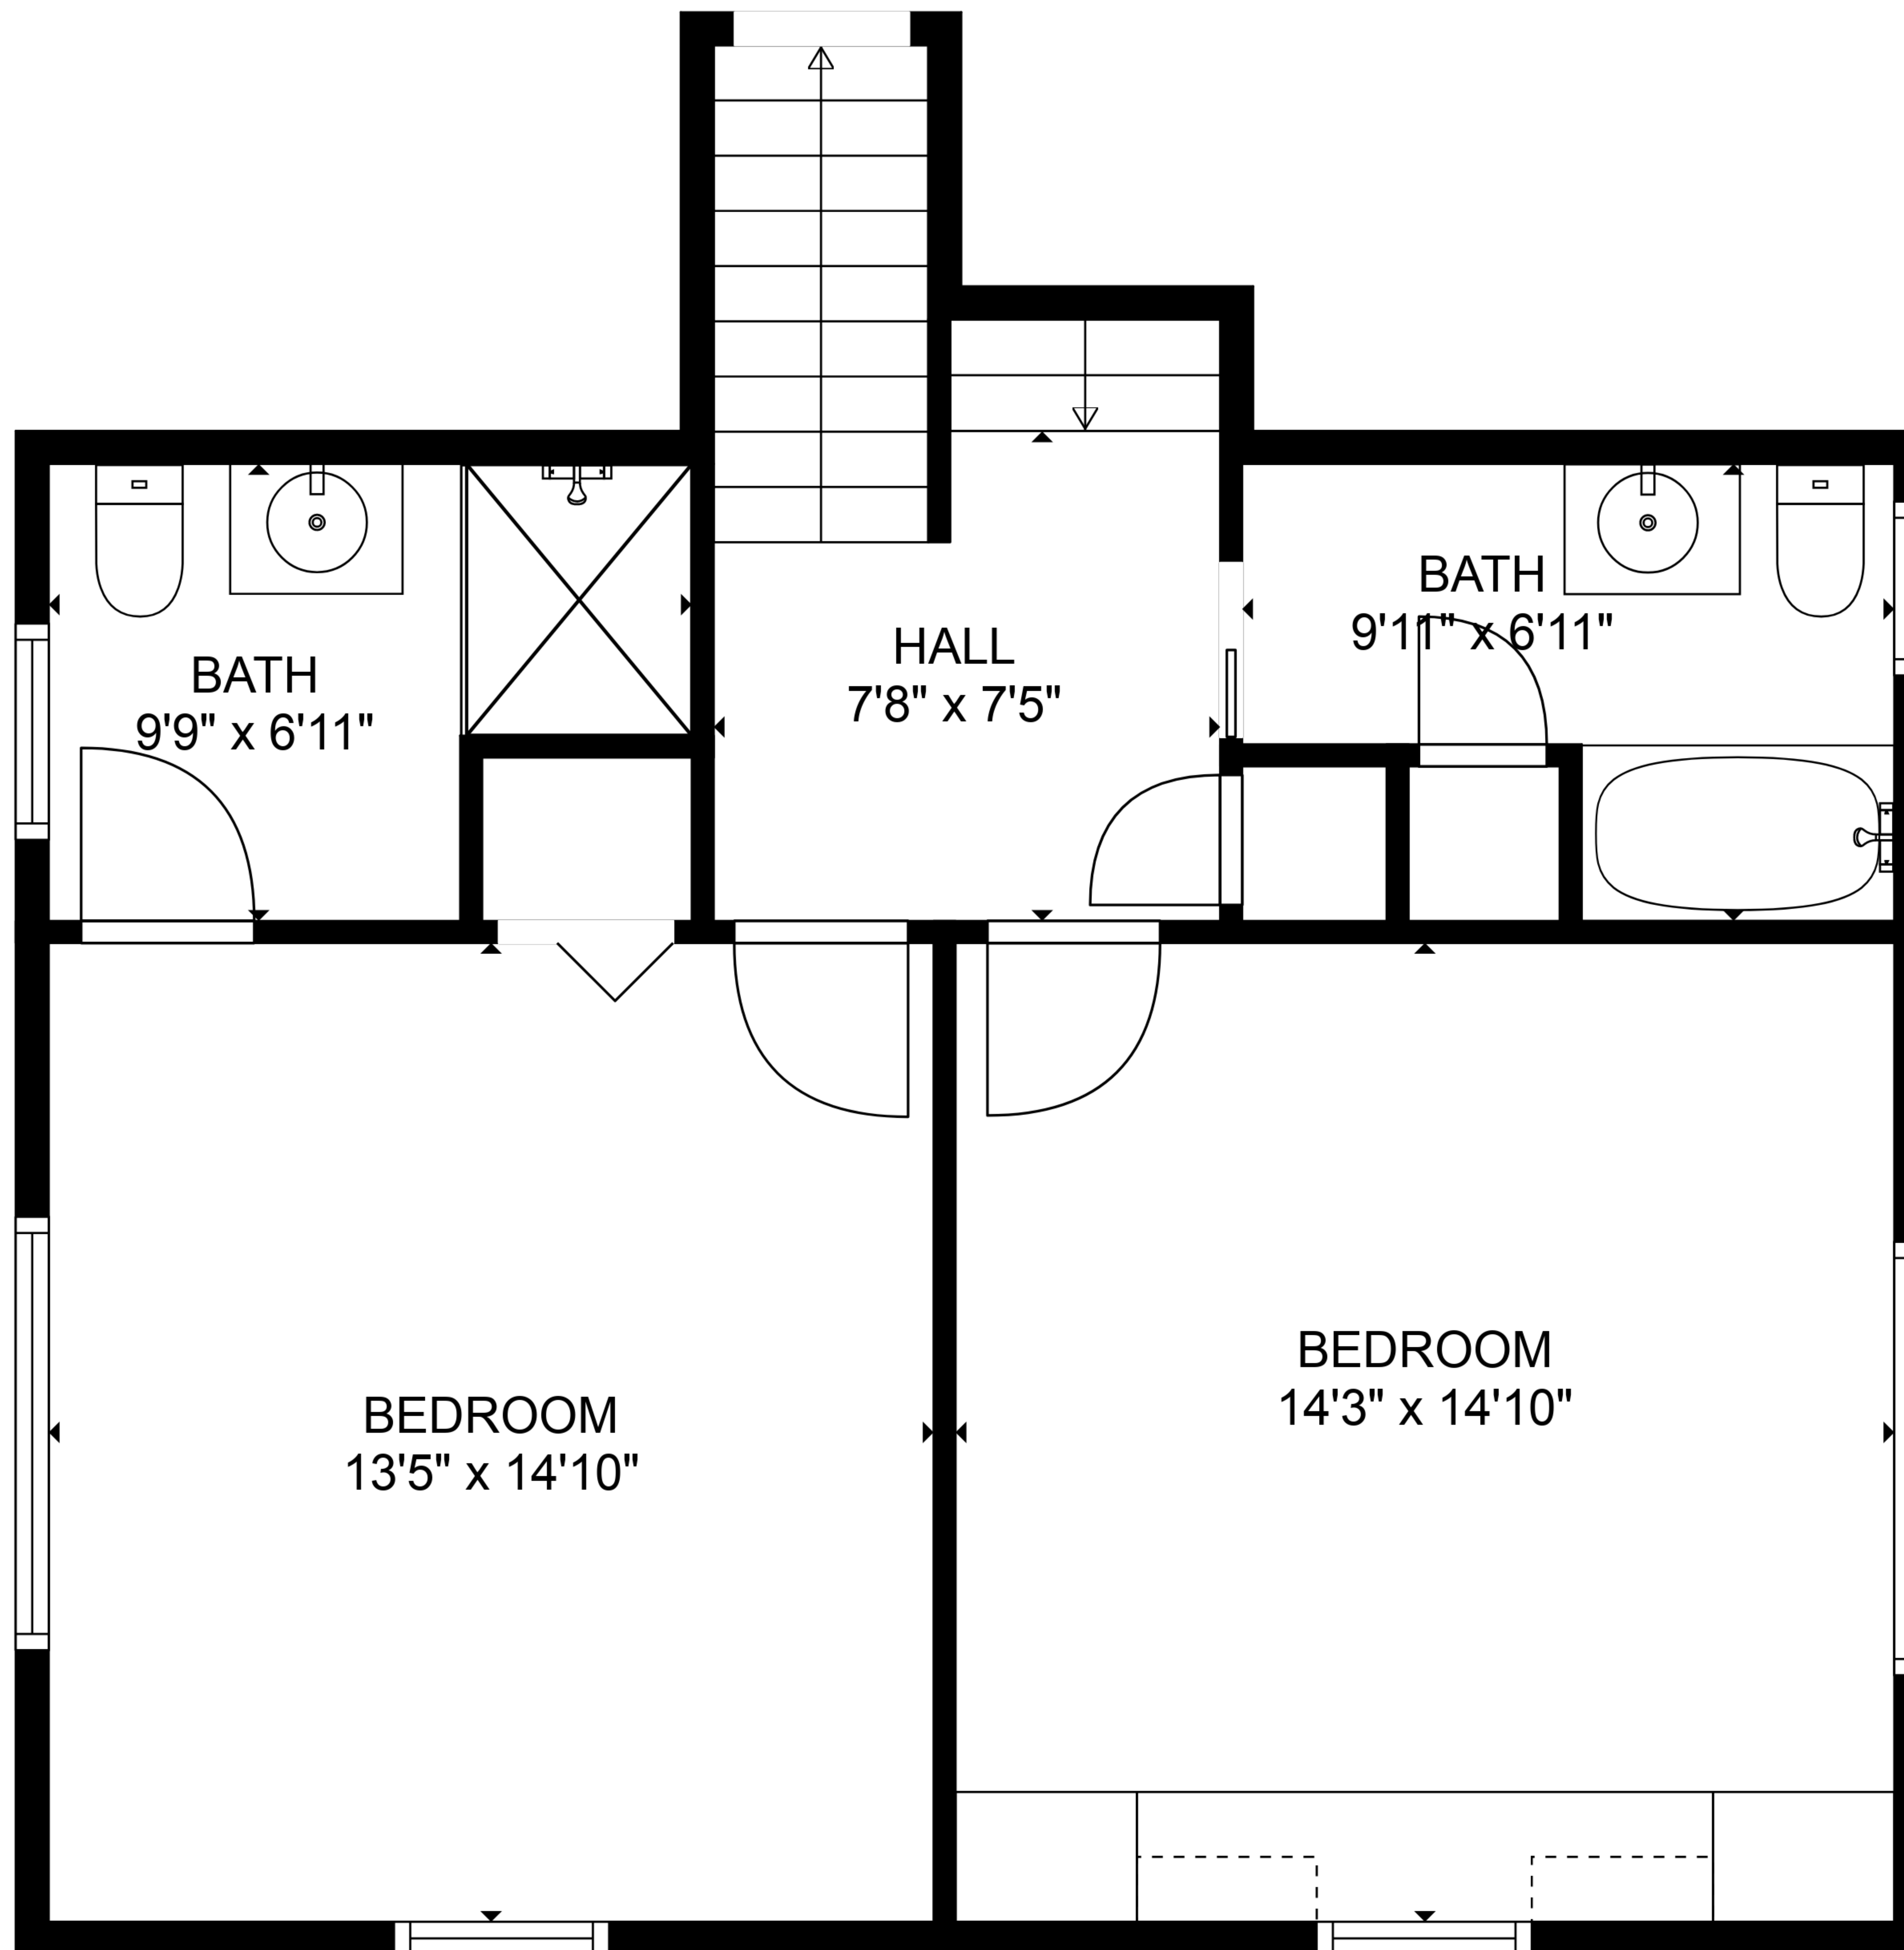 BATH
9'11" x 6'11"
HALL
7'8" x 7'5"
BATH
9'9" x 6'11"
BEDROOM
14'3" x 14'10"
BEDROOM
13'5" x 14'10"